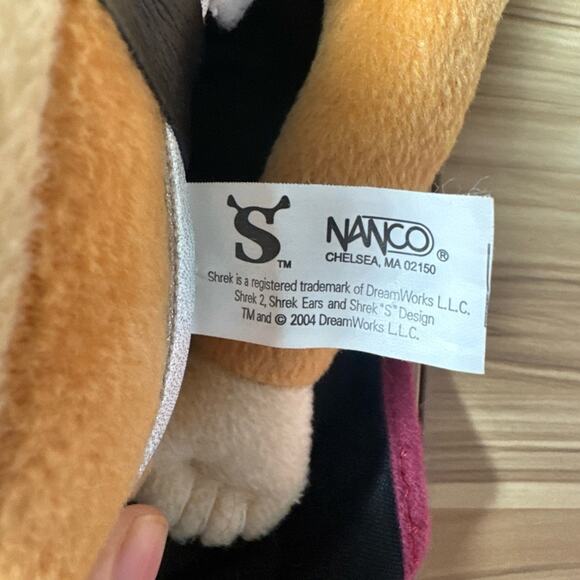 S™
NANCO®
CHELSEA, MA 02150
Shrek is a registered trademark of DreamWorks L.L.C.
Shrek 2, Shrek Ears and Shrek "S" Design
TM and © 2004 DreamWorks L.L.C.